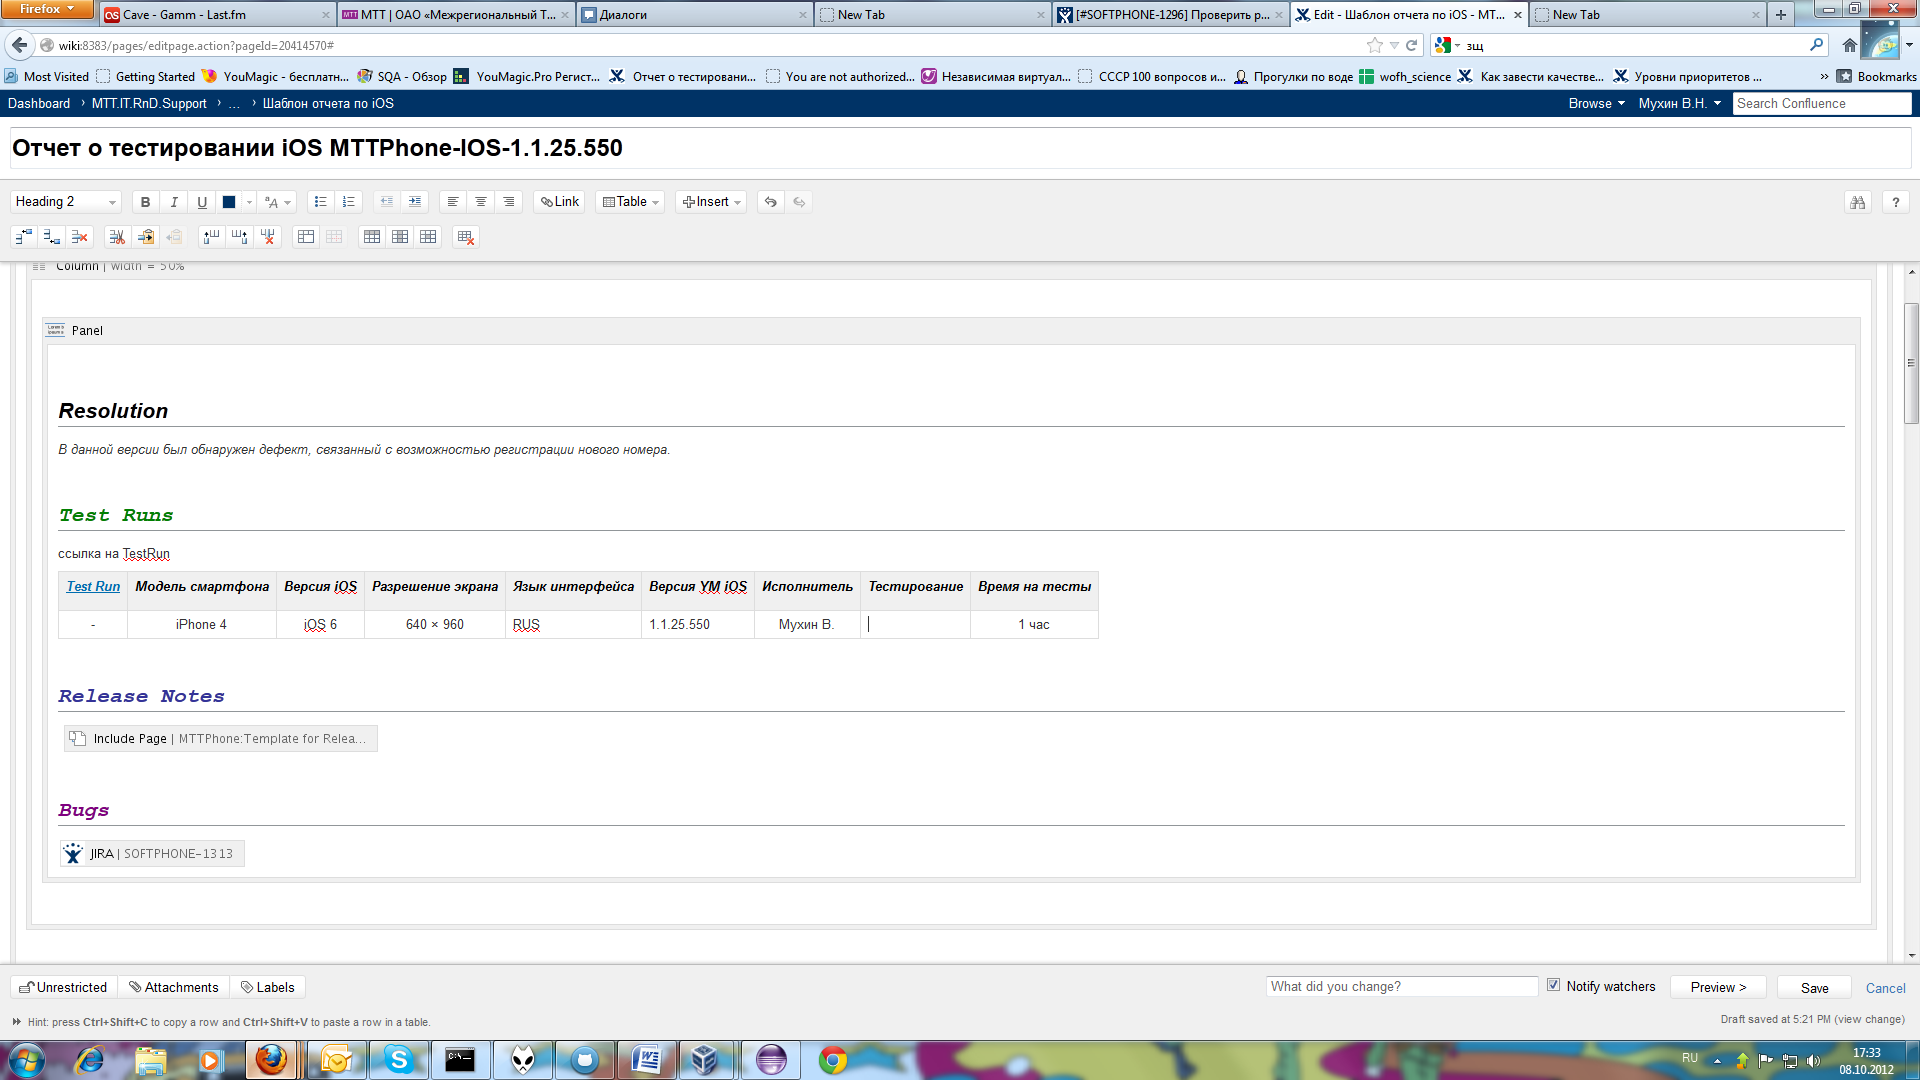 Firefox
Cave - Gamm - Last.fm
MTT | ОАО «Межрегиональный Т...
Диалоги
New Tab
[#SOFTPHONE-1296] Проверить р...
Edit - Шаблон отчета по iOS - MT...
New Tab
wiki:8383/pages/editpage.action?pageId=20414570#
зщ
Most Visited
Getting Started
YouMagic - бесплатн...
SQA - Обзор
YouMagic.Pro Регист...
Отчет о тестировани...
You are not authorized...
Независимая виртуал...
СССР 100 вопросов и...
Прогулки по воде
wofh_science
Как завести качестве...
Уровни приоритетов ...
»
Bookmarks
Dashboard › MTT.IT.RnD.Support › ... › Шаблон отчета по iOS
Browse
Мухин В.Н.
Search Confluence
Отчет о тестировании iOS MTTPhone-IOS-1.1.25.550
Heading 2
B I U
Link
Table
Insert
?
Column | width = 50%
Panel
Resolution
В данной версии был обнаружен дефект, связанный с возможностью регистрации нового номера.
Test Runs
ссылка на TestRun
Test Run Модель смартфона Версия iOS Разрешение экрана Язык интерфейса Версия YM iOS Исполнитель Тестирование Время на тесты
- iPhone 4 iOS 6 640 × 960 RUS 1.1.25.550 Мухин В. 1 час
Release Notes
Include Page | MTTPhone:Template for Relea...
Bugs
JIRA | SOFTPHONE-1313
Unrestricted
Attachments
Labels
What did you change?
Notify watchers
Preview >
Save
Cancel
Hint: press Ctrl+Shift+C to copy a row and Ctrl+Shift+V to paste a row in a table.
Draft saved at 5:21 PM (view change)
RU
17:33
08.10.2012